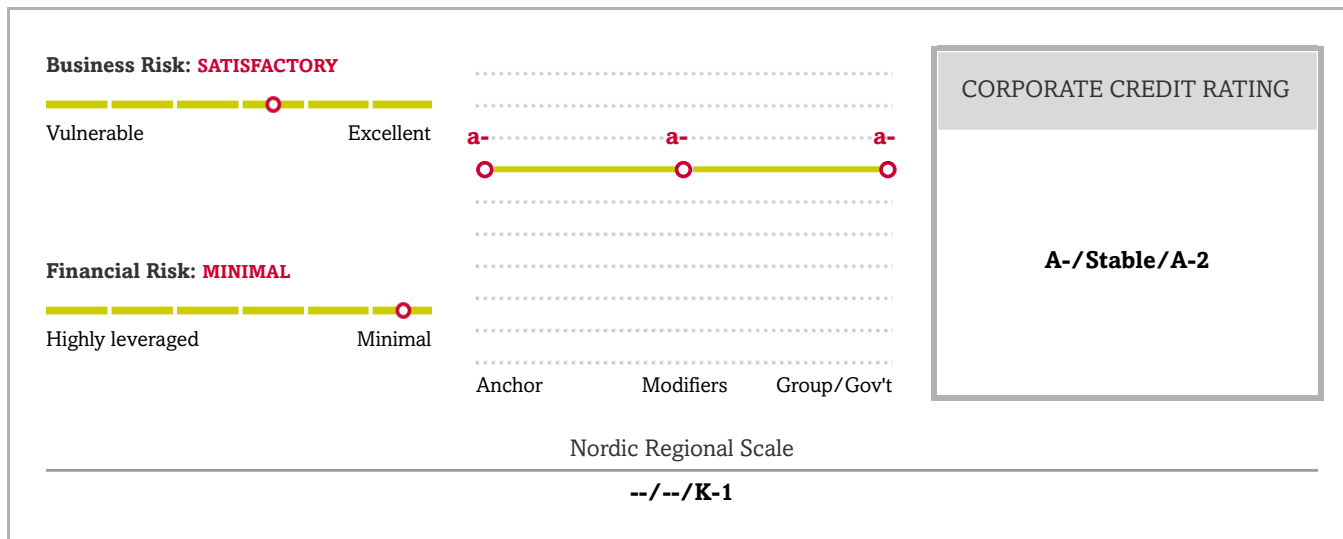 Business Risk: SATISFACTORY
Vulnerable Excellent
Financial Risk: MINIMAL
Highly leveraged Minimal
a- a- a-
Anchor Modifiers Group/Gov't
CORPORATE CREDIT RATING
A-/Stable/A-2
Nordic Regional Scale
--/--/K-1